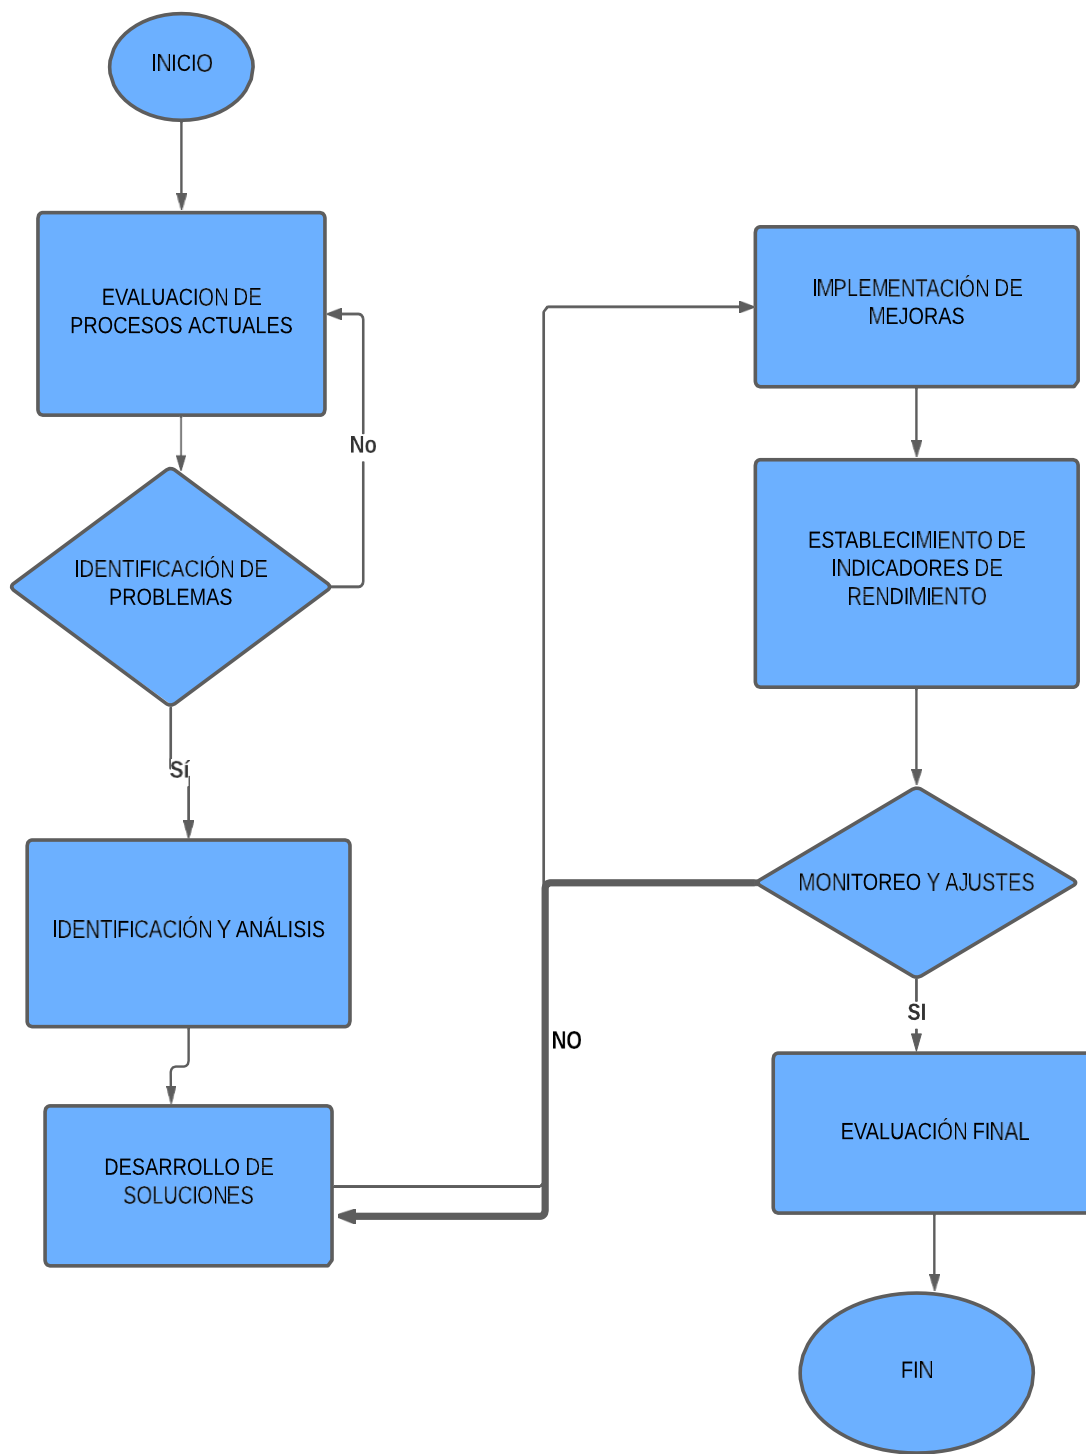 INICIO
EVALUACION DE
PROCESOS ACTUALES
No
IDENTIFICACIÓN DE
PROBLEMAS
Sí
IDENTIFICACIÓN Y ANÁLISIS
DESARROLLO DE
SOLUCIONES
IMPLEMENTACIÓN DE
MEJORAS
ESTABLECIMIENTO DE
INDICADORES DE
RENDIMIENTO
MONITOREO Y AJUSTES
NO
SI
EVALUACIÓN FINAL
FIN